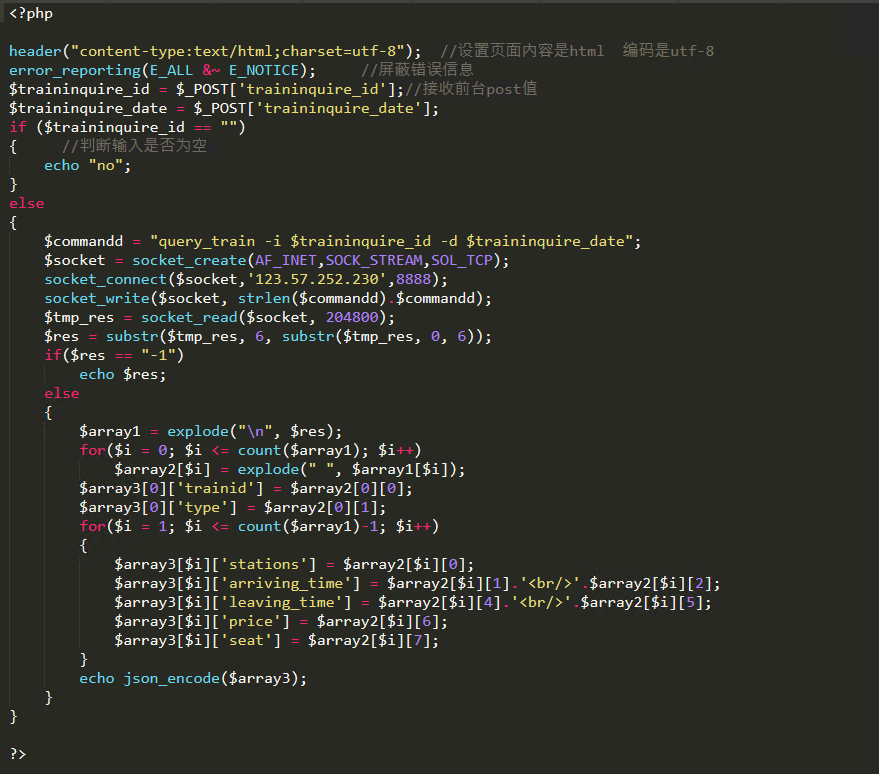 <?php
header("content-type:text/html;charset=utf-8");  //设置页面内容是html  编码是utf-8
error_reporting(E_ALL &~ E_NOTICE);     //屏蔽错误信息
$traininquire_id = $_POST['traininquire_id'];//接收前台post值
$traininquire_date = $_POST['traininquire_date'];
if ($traininquire_id == "")
{     //判断输入是否为空
    echo "no";
}
else
{
    $commandd = "query_train -i $traininquire_id -d $traininquire_date";
    $socket = socket_create(AF_INET,SOCK_STREAM,SOL_TCP);
    socket_connect($socket,'123.57.252.230',8888);
    socket_write($socket, strlen($commandd).$commandd);
    $tmp_res = socket_read($socket, 204800);
    $res = substr($tmp_res, 6, substr($tmp_res, 0, 6));
    if($res == "-1")
        echo $res;
    else
    {
        $array1 = explode("\n", $res);
        for($i = 0; $i <= count($array1); $i++)
            $array2[$i] = explode(" ", $array1[$i]);
        $array3[0]['trainid'] = $array2[0][0];
        $array3[0]['type'] = $array2[0][1];
        for($i = 1; $i <= count($array1)-1; $i++)
        {
            $array3[$i]['stations'] = $array2[$i][0];
            $array3[$i]['arriving_time'] = $array2[$i][1].'<br/>'.$array2[$i][2];
            $array3[$i]['leaving_time'] = $array2[$i][4].'<br/>'.$array2[$i][5];
            $array3[$i]['price'] = $array2[$i][6];
            $array3[$i]['seat'] = $array2[$i][7];
        }
        echo json_encode($array3);
    }
}
?>